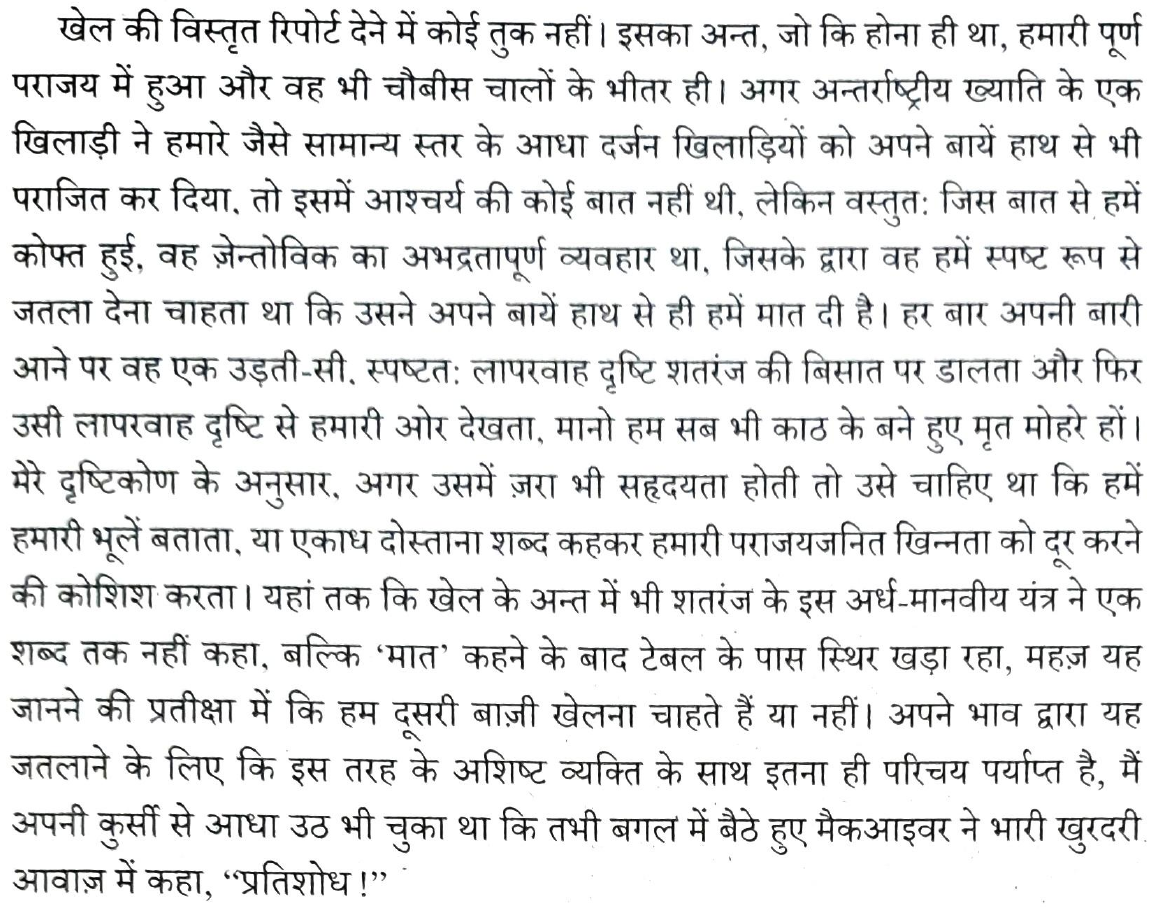 खेल की विस्तृत रिपोर्ट देने में कोई तुक नहीं। इसका अन्त, जो कि होना ही था, हमारी पूर्ण
पराजय में हुआ और वह भी चौबीस चालों के भीतर ही। अगर अन्तर्राष्ट्रीय ख्याति के एक
खिलाड़ी ने हमारे जैसे सामान्य स्तर के आधा दर्जन खिलाड़ियों को अपने बायें हाथ से भी
पराजित कर दिया, तो इसमें आश्चर्य की कोई बात नहीं थी, लेकिन वस्तुतः जिस बात से हमें
कोफ्त हुई, वह ज़ेन्तोविक का अभद्रतापूर्ण व्यवहार था, जिसके द्वारा वह हमें स्पष्ट रूप से
जतला देना चाहता था कि उसने अपने बायें हाथ से ही हमें मात दी है। हर बार अपनी बारी
आने पर वह एक उड़ती-सी, स्पष्टतः लापरवाह दृष्टि शतरंज की बिसात पर डालता और फिर
उसी लापरवाह दृष्टि से हमारी ओर देखता, मानो हम सब भी काठ के बने हुए मृत मोहरे हों।
मेरे दृष्टिकोण के अनुसार, अगर उसमें ज़रा भी सहृदयता होती तो उसे चाहिए था कि हमें
हमारी भूलें बताता, या एकाध दोस्ताना शब्द कहकर हमारी पराजयजनित खिन्नता को दूर करने
की कोशिश करता। यहां तक कि खेल के अन्त में भी शतरंज के इस अर्ध-मानवीय यंत्र ने एक
शब्द तक नहीं कहा, बल्कि ‘मात’ कहने के बाद टेबल के पास स्थिर खड़ा रहा, महज़ यह
जानने की प्रतीक्षा में कि हम दूसरी बाज़ी खेलना चाहते हैं या नहीं। अपने भाव द्वारा यह
जतलाने के लिए कि इस तरह के अशिष्ट व्यक्ति के साथ इतना ही परिचय पर्याप्त है, मैं
अपनी कुर्सी से आधा उठ भी चुका था कि तभी बगल में बैठे हुए मैकआइवर ने भारी खुरदरी
आवाज़ में कहा, “प्रतिशोध !”